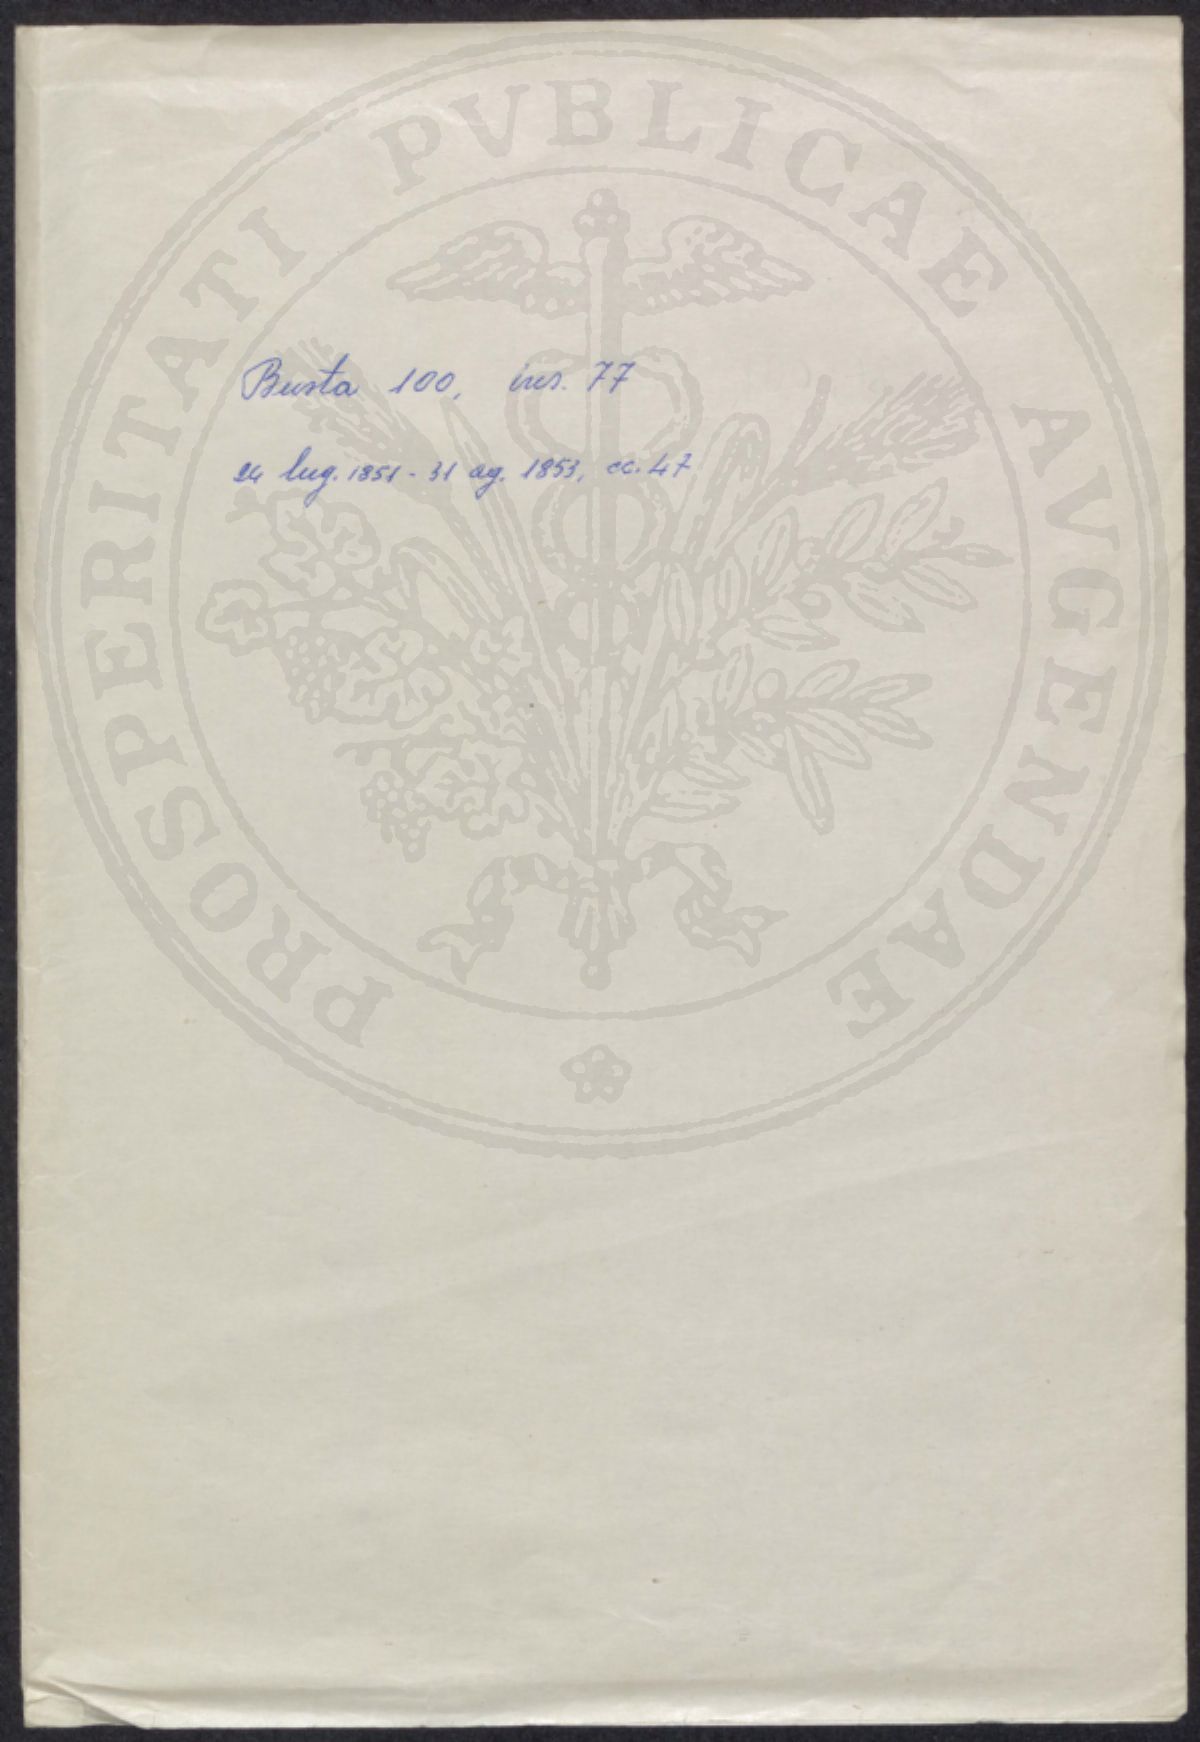 PROSPERITATI PVBLICAE AVGENDAE
Busta 100, ins. 77
24 lug. 1851 - 31 ag. 1853, cc. 47